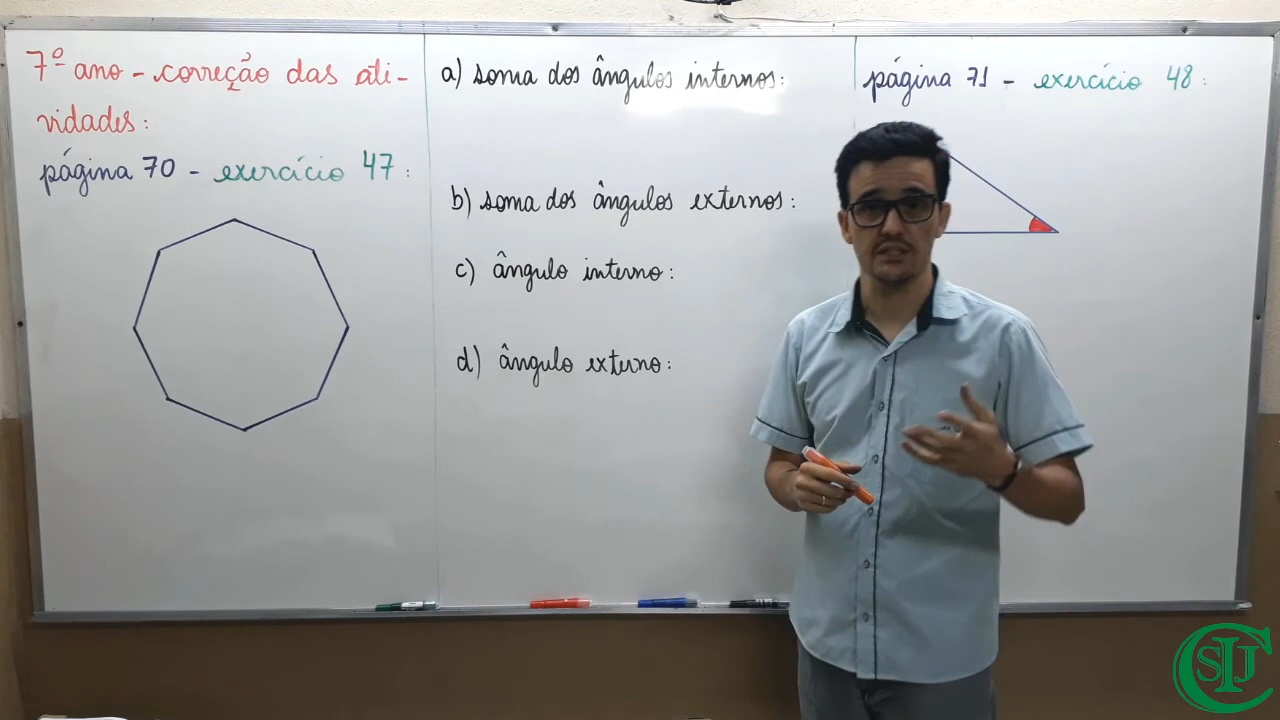 7º ano - correção das ati-
vidades:
página 70 - exercício 47:
a) soma dos ângulos internos:
b) soma dos ângulos externos:
c) ângulo interno:
d) ângulo externo:
página 71 - exercício 48:
CSIJ